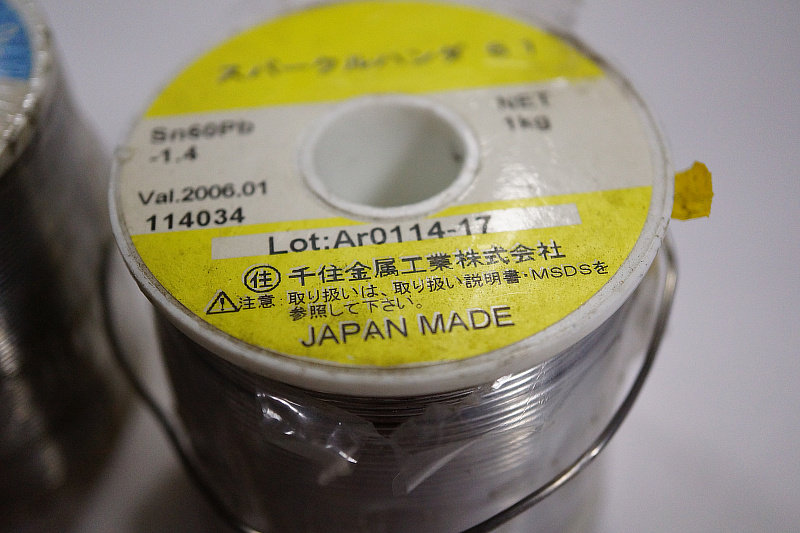 スパークルハンダ
NET
1kg
Sn60Pb
-1.4
Val.2006.01
114034
Lot:Ar0114-17
住 千住金属工業株式会社
注意 取り扱いは、取り扱い説明書・MSDSを
参照して下さい。
JAPAN MADE